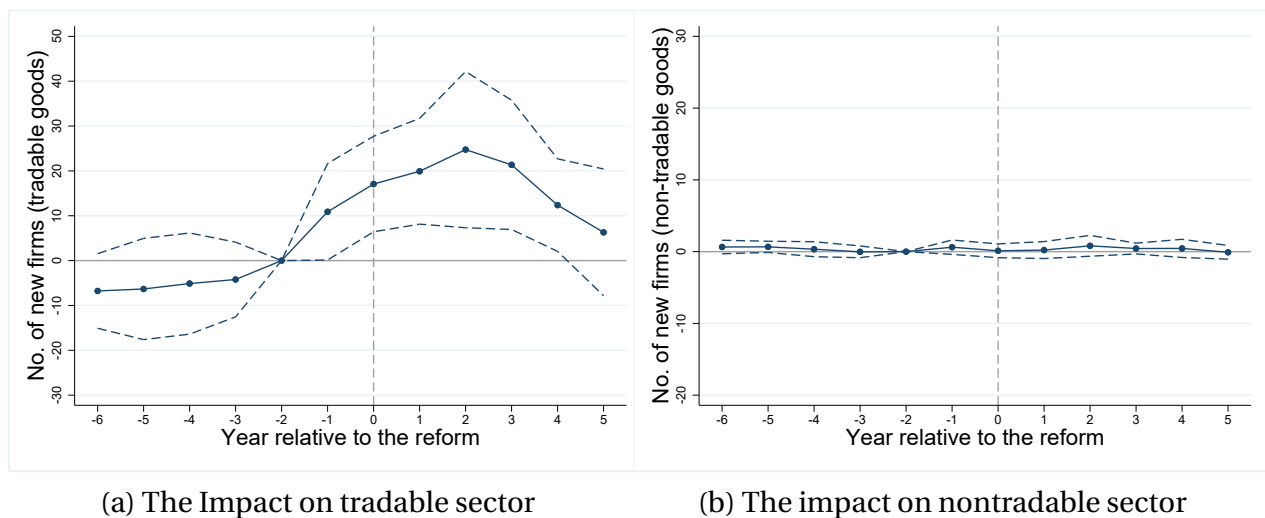 No. of new firms (tradable goods)
50
40
30
20
10
0
-10
-20
-30
-6 -5 -4 -3 -2 -1 0 1 2 3 4 5
Year relative to the reform
(a) The Impact on tradable sector
No. of new firms (non-tradable goods)
30
20
10
0
-10
-20
-6 -5 -4 -3 -2 -1 0 1 2 3 4 5
Year relative to the reform
(b) The impact on nontradable sector